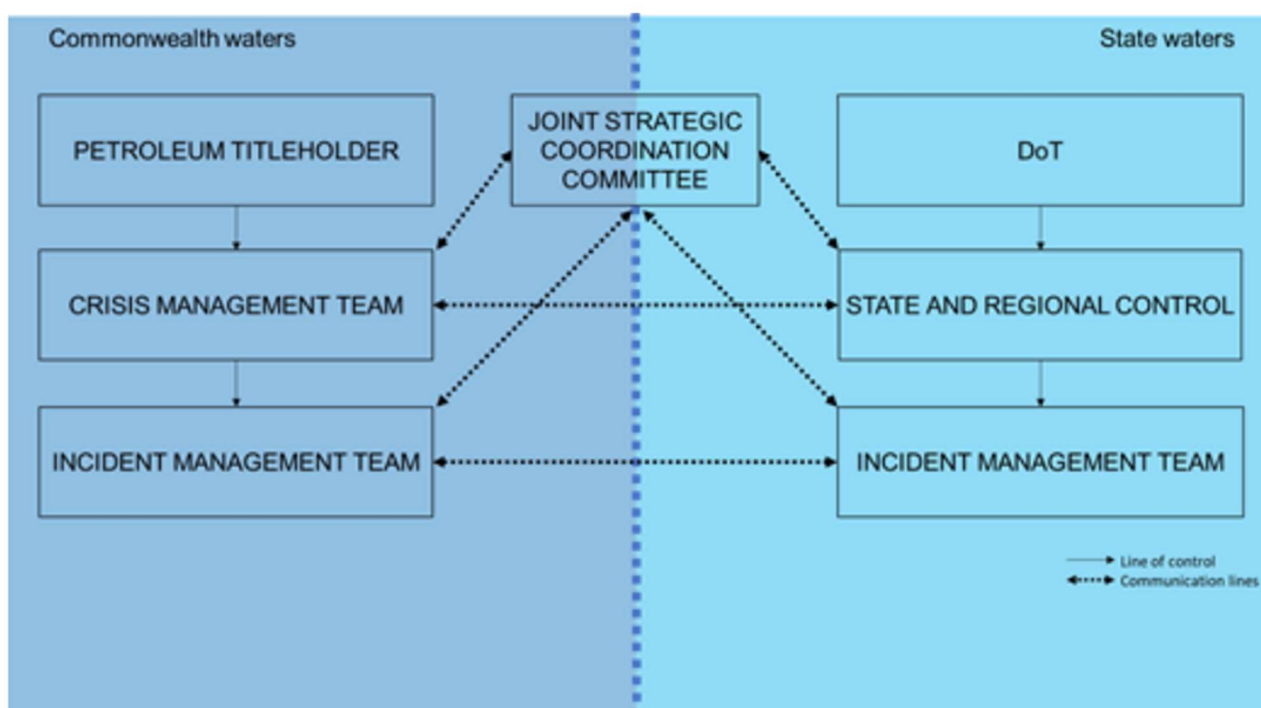 Commonwealth waters
State waters
PETROLEUM TITLEHOLDER
JOINT STRATEGIC
COORDINATION
COMMITTEE
DoT
CRISIS MANAGEMENT TEAM
STATE AND REGIONAL CONTROL
INCIDENT MANAGEMENT TEAM
INCIDENT MANAGEMENT TEAM
Line of control
Communication lines